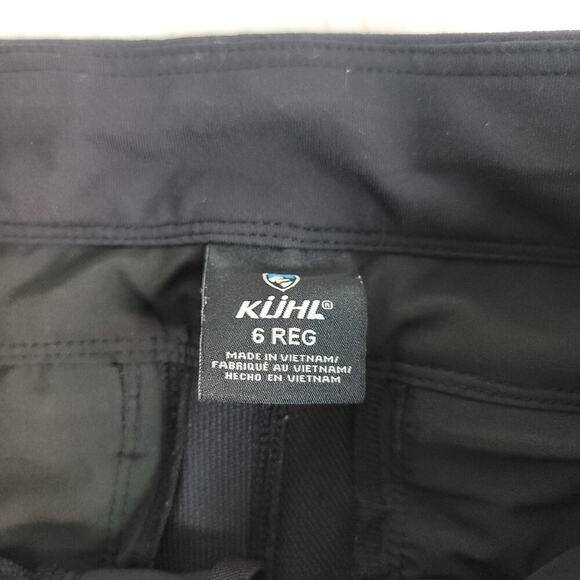 KÜHL®
6 REG
MADE IN VIETNAM/
FABRIQUÉ AU VIETNAM/
HECHO EN VIETNAM